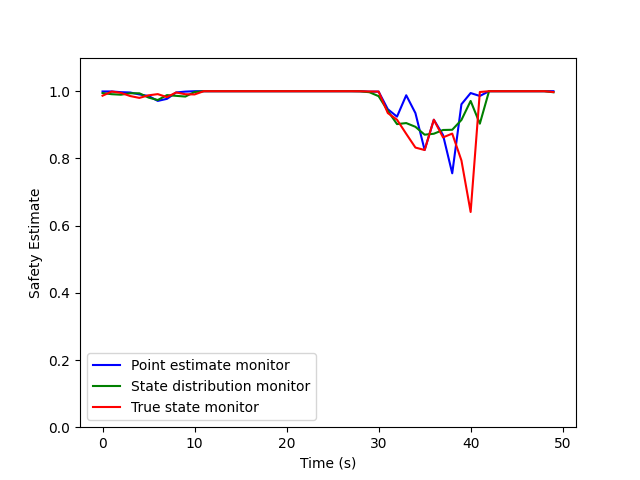 1.0
0.8
0.6
0.4
0.2
0.0
Safety Estimate
Point estimate monitor
State distribution monitor
True state monitor
0 10 20 30 40 50
Time (s)